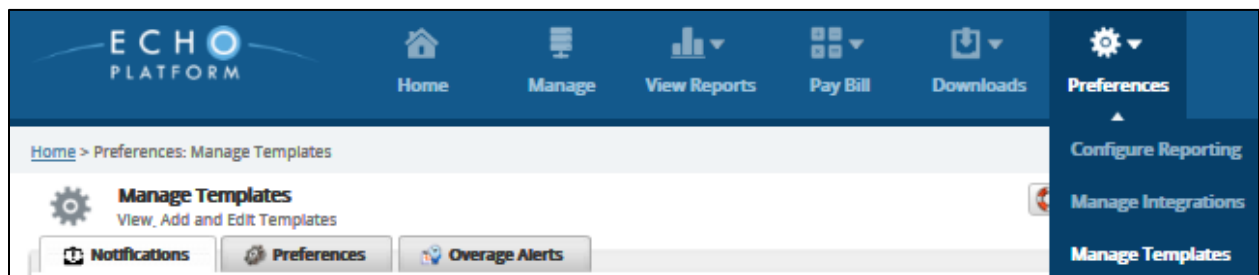 ECHO
PLATFORM
Home
Manage
View Reports
Pay Bill
Downloads
Preferences
Configure Reporting
Manage Integrations
Manage Templates
Home > Preferences: Manage Templates
Manage Templates
View, Add and Edit Templates
Notifications
Preferences
Overage Alerts